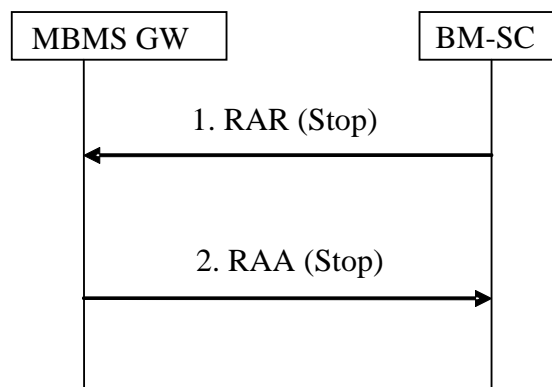 MBMS GW
BM-SC
1. RAR (Stop)
2. RAA (Stop)